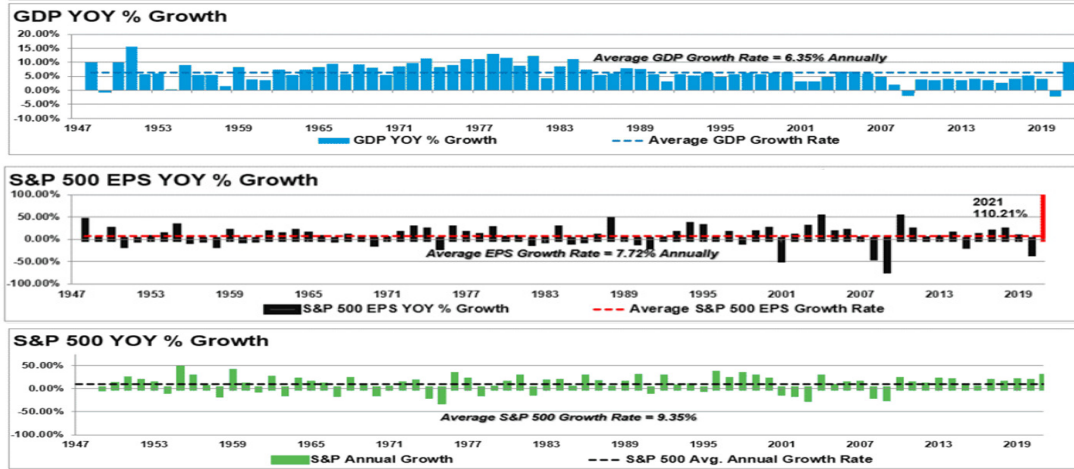 GDP YOY % Growth
20.00%
15.00%
Average GDP Growth Rate = 6.35% Annually
10.00%
5.00%
0.00%
-5.00%
-10.00%
1947 1953 1959 1965 1971 1977 1983 1989 1995 2001 2007 2013 2019
GDP YOY % Growth Average GDP Growth Rate
S&P 500 EPS YOY % Growth
100.00%
2021
110.21%
50.00%
0.00%
Average EPS Growth Rate = 7.72% Annually
-50.00%
-100.00%
1947 1953 1959 1965 1971 1977 1983 1989 1995 2001 2007 2013 2019
S&P 500 EPS YOY % Growth Average S&P 500 EPS Growth Rate
S&P 500 YOY % Growth
50.00%
0.00%
Average S&P 500 Growth Rate = 9.35%
-50.00%
-100.00%
1947 1953 1959 1965 1971 1977 1983 1989 1995 2001 2007 2013 2019
S&P Annual Growth S&P 500 Avg. Annual Growth Rate